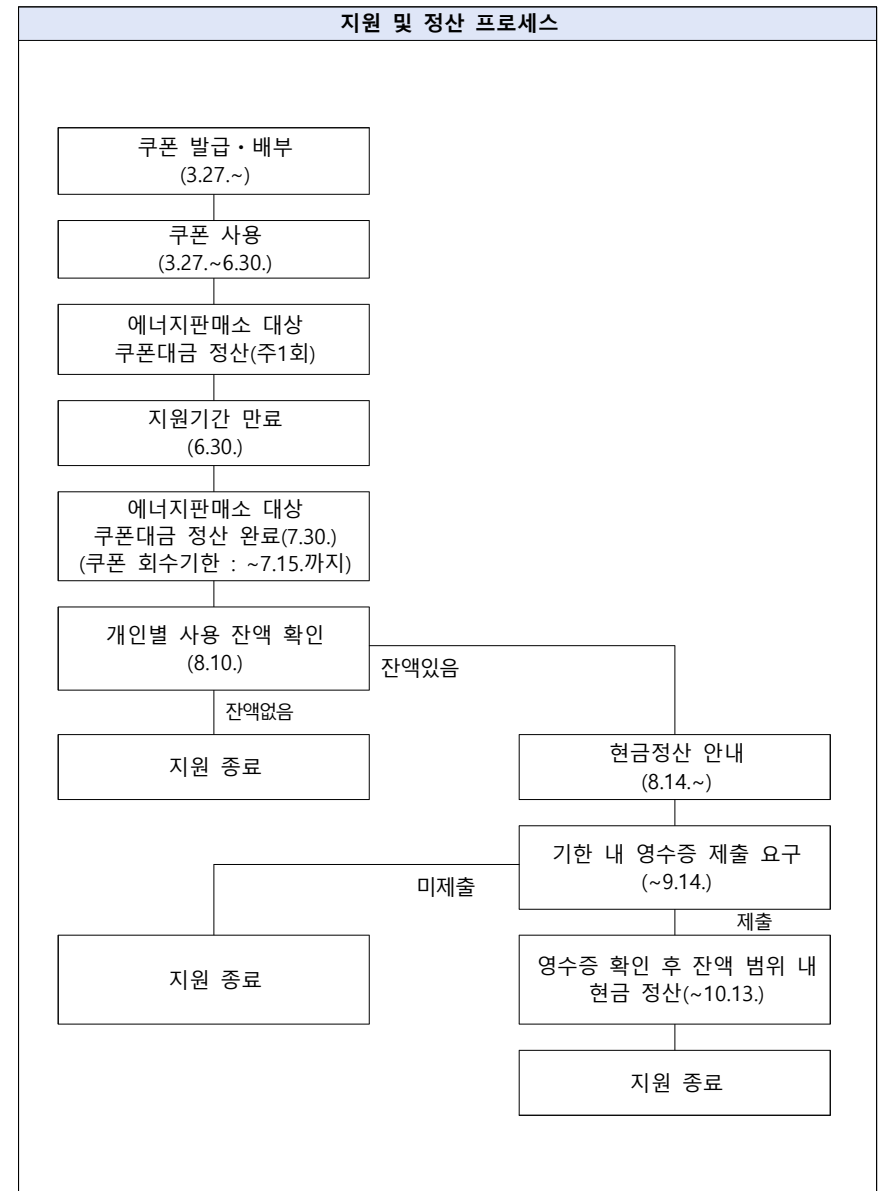 지원 및 정산 프로세스
쿠폰 발급・배부
(3.27.~)
쿠폰 사용
(3.27.~6.30.)
에너지판매소 대상
쿠폰대금 정산(주1회)
지원기간 만료
(6.30.)
에너지판매소 대상
쿠폰대금 정산 완료(7.30.)
(쿠폰 회수기한 : ~7.15.까지)
개인별 사용 잔액 확인
(8.10.)
잔액있음
잔액없음
지원 종료
현금정산 안내
(8.14.~)
기한 내 영수증 제출 요구
(~9.14.)
미제출
제출
지원 종료
영수증 확인 후 잔액 범위 내
현금 정산(~10.13.)
지원 종료